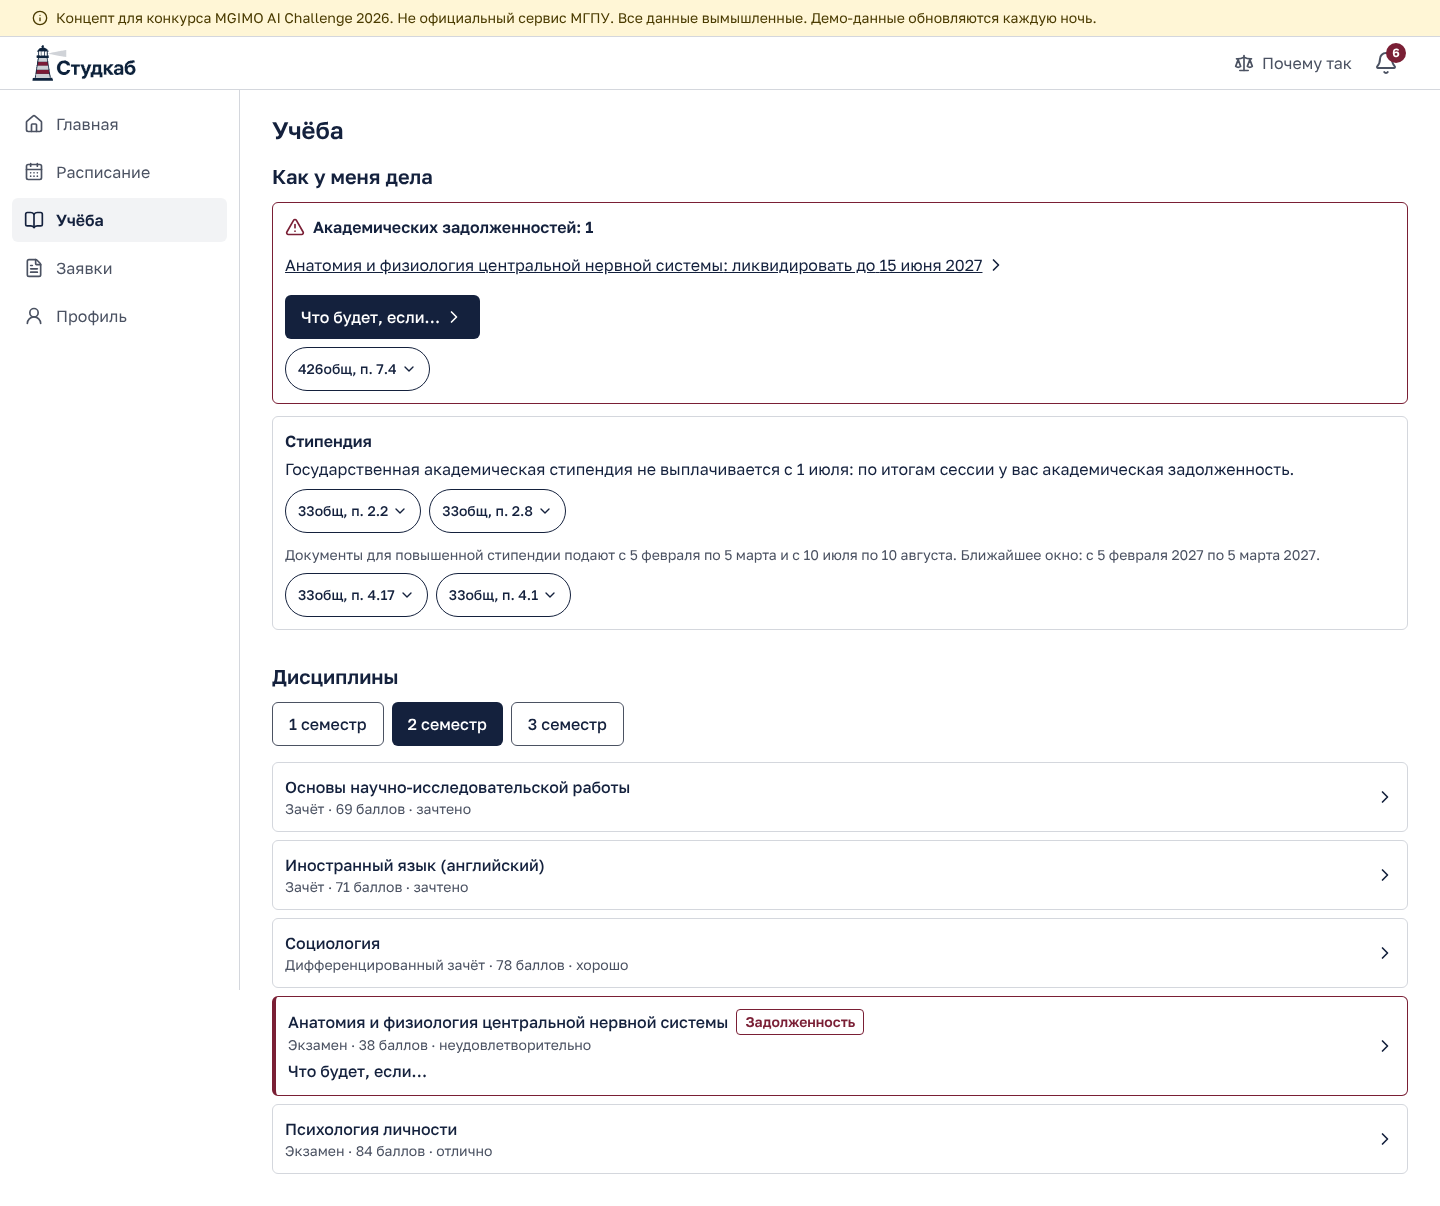 Концепт для конкурса MGIMO AI Challenge 2026. Не официальный сервис МГПУ. Все данные вымышленные. Демо-данные обновляются каждую ночь.
Студкаб
Почему так
6
Главная
Расписание
Учёба
Заявки
Профиль
Учёба
Как у меня дела
Академических задолженностей: 1
Анатомия и физиология центральной нервной системы: ликвидировать до 15 июня 2027
Что будет, если...
426общ, п. 7.4
Стипендия
Государственная академическая стипендия не выплачивается с 1 июля: по итогам сессии у вас академическая задолженность.
33общ, п. 2.2
33общ, п. 2.8
Документы для повышенной стипендии подают с 5 февраля по 5 марта и с 10 июля по 10 августа. Ближайшее окно: с 5 февраля 2027 по 5 марта 2027.
33общ, п. 4.17
33общ, п. 4.1
Дисциплины
1 семестр
2 семестр
3 семестр
Основы научно-исследовательской работы
Зачёт · 69 баллов · зачтено
Иностранный язык (английский)
Зачёт · 71 баллов · зачтено
Социология
Дифференцированный зачёт · 78 баллов · хорошо
Анатомия и физиология центральной нервной системы Задолженность
Экзамен · 38 баллов · неудовлетворительно
Что будет, если...
Психология личности
Экзамен · 84 баллов · отлично